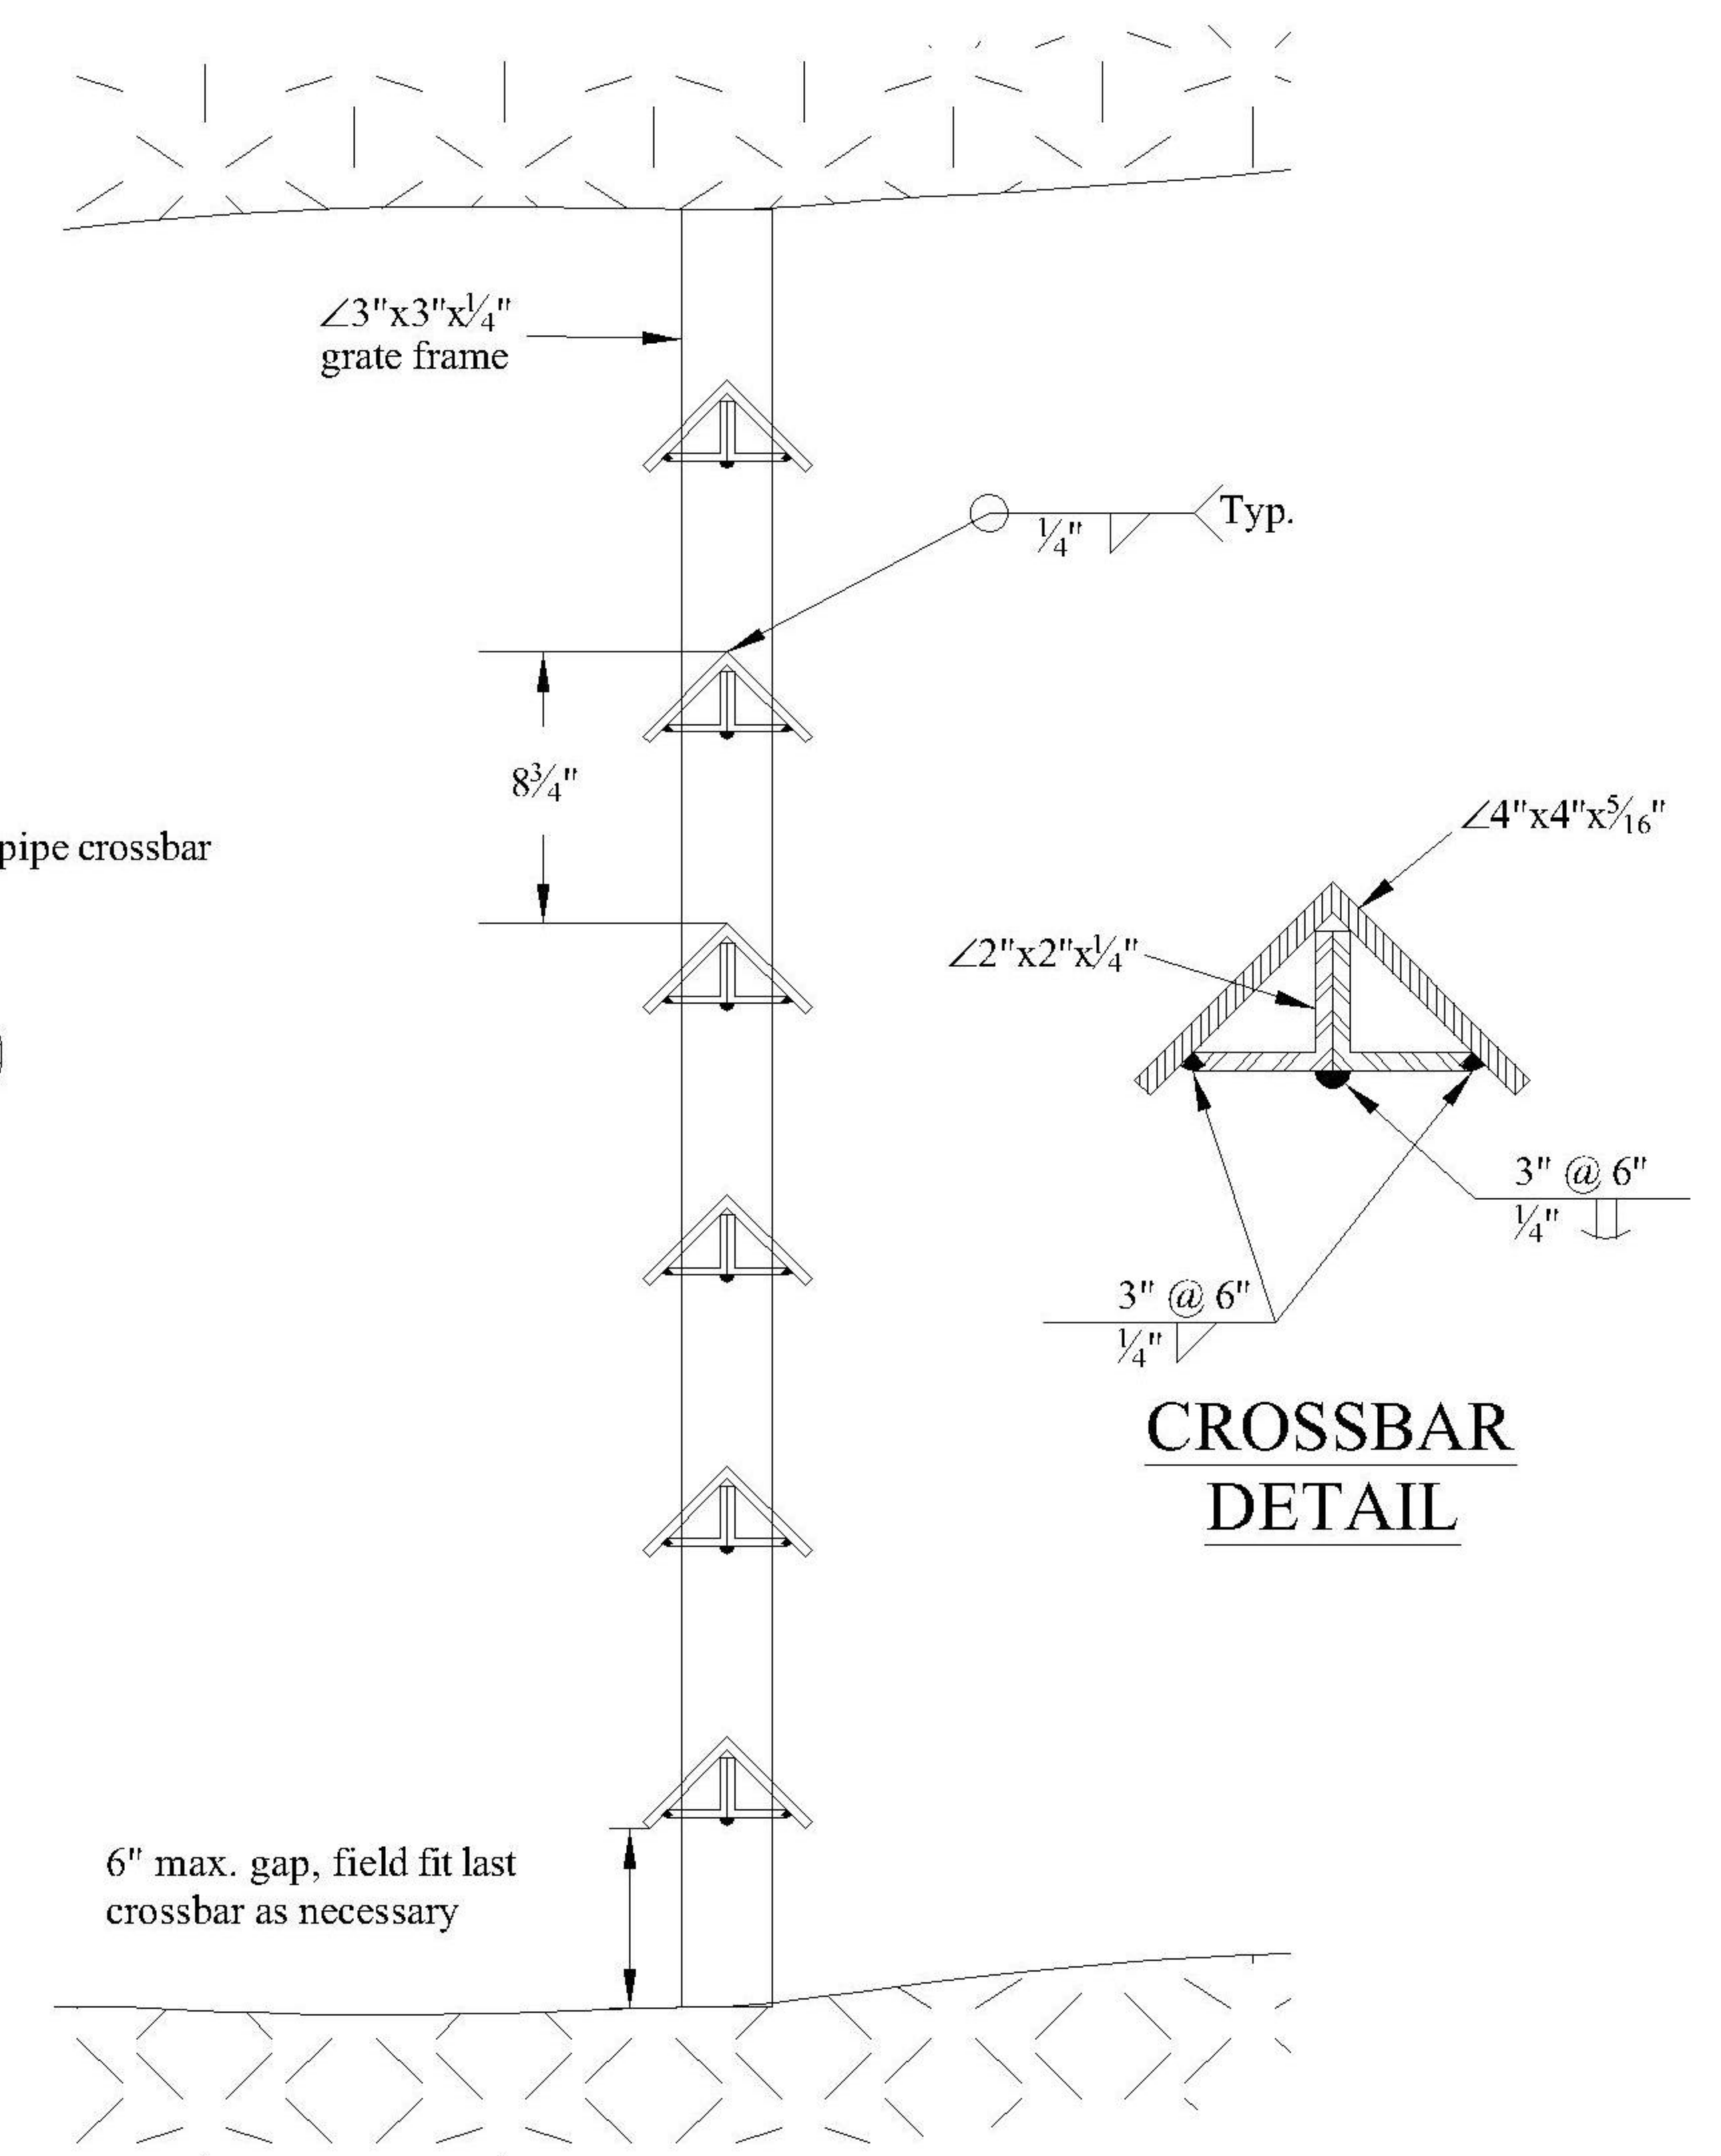 ∠3"x3"x¼"
grate frame
¼"
Typ.
8¾"
pipe crossbar
∠4"x4"x5⁄16"
∠2"x2"x¼"
3" @ 6"
¼"
3" @ 6"
¼"
CROSSBAR
DETAIL
6" max. gap, field fit last
crossbar as necessary